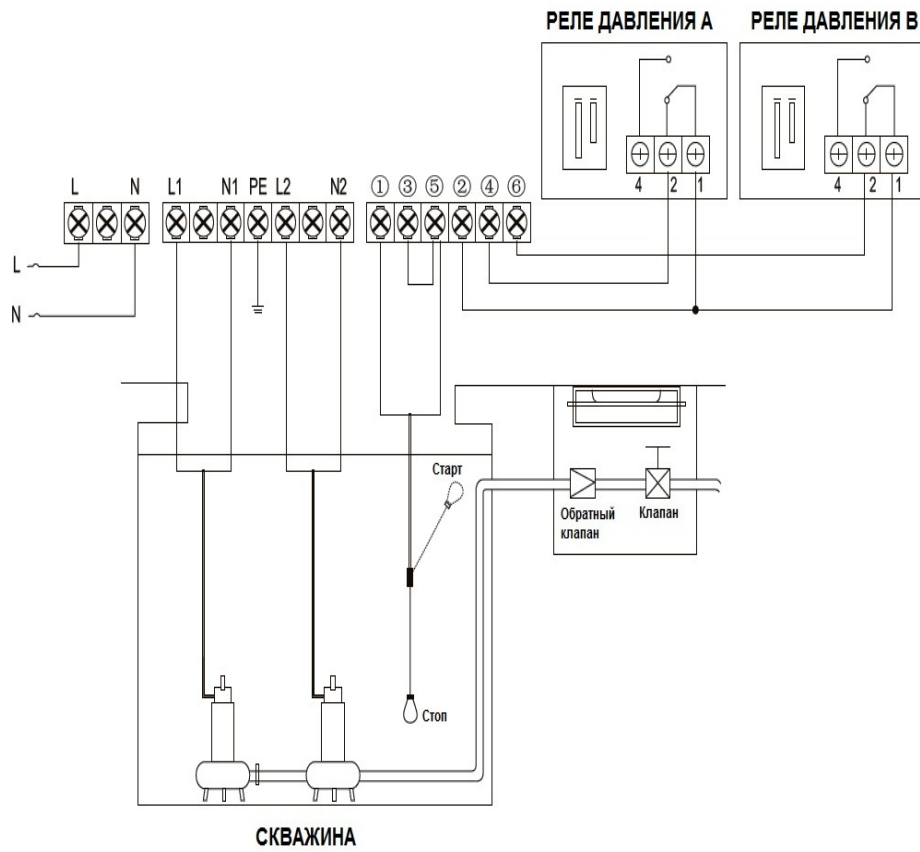 РЕЛЕ ДАВЛЕНИЯ А РЕЛЕ ДАВЛЕНИЯ В
4 2 1 4 2 1
L N L1 N1 PE L2 N2 ① ③ ⑤ ② ④ ⑥
L
N
Старт
Обратный клапан
Клапан
Стоп
СКВАЖИНА